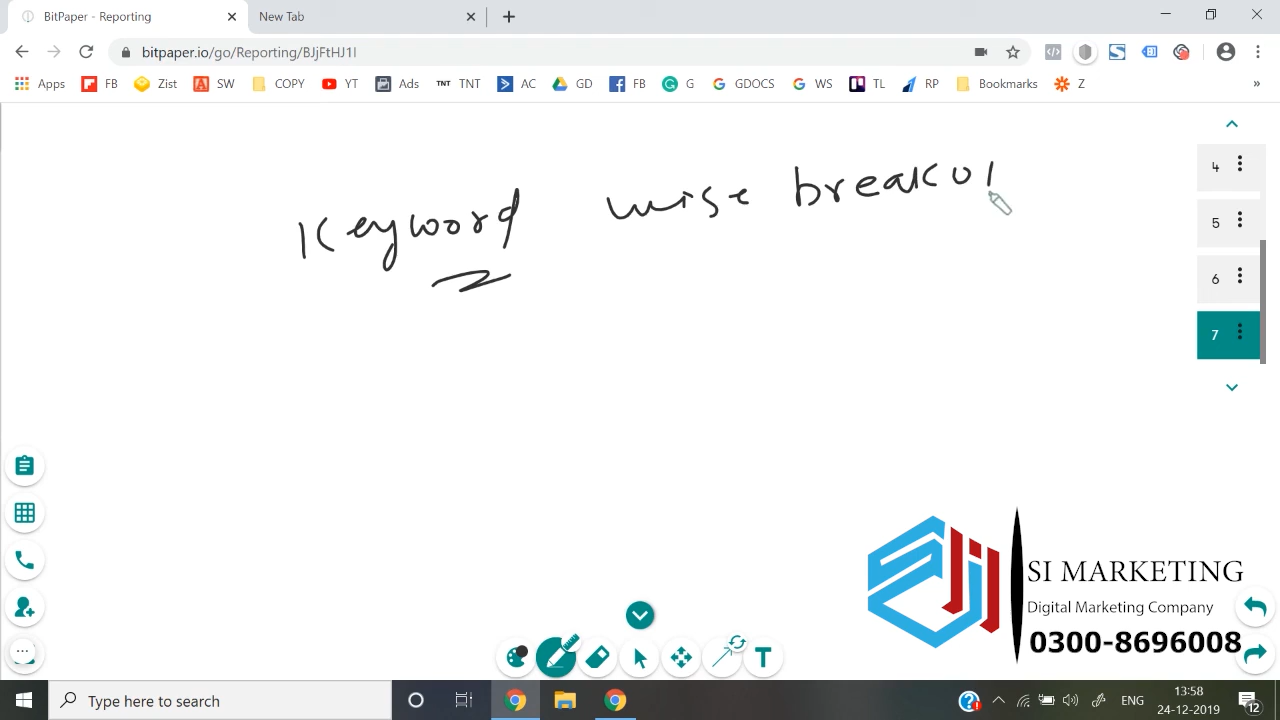 BitPaper - Reporting
New Tab
bitpaper.io/go/Reporting/BJjFtHJ1I
Apps FB Zist SW COPY YT Ads TNT TNT AC GD FB G GDOCS WS TL RP Bookmarks Z »
Keyword wise
4
5
6
7
SI MARKETING
Digital Marketing Company
0300-8696008
T
Type here to search
ENG
13:58
24-12-2019
12